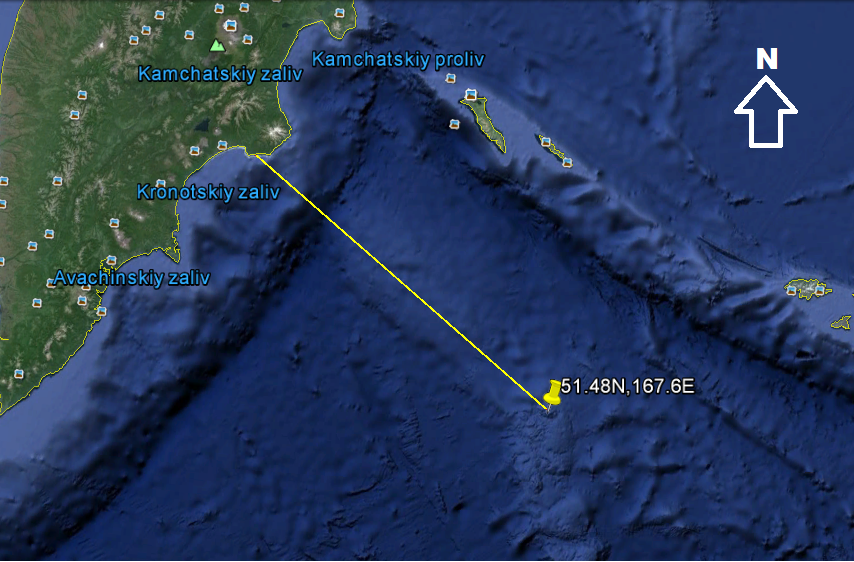 Kamchatskiy proliv
N
Kamchatskiy zaliv
Kronotskiy zaliv
Avachinskiy zaliv
51.48N,167.6E